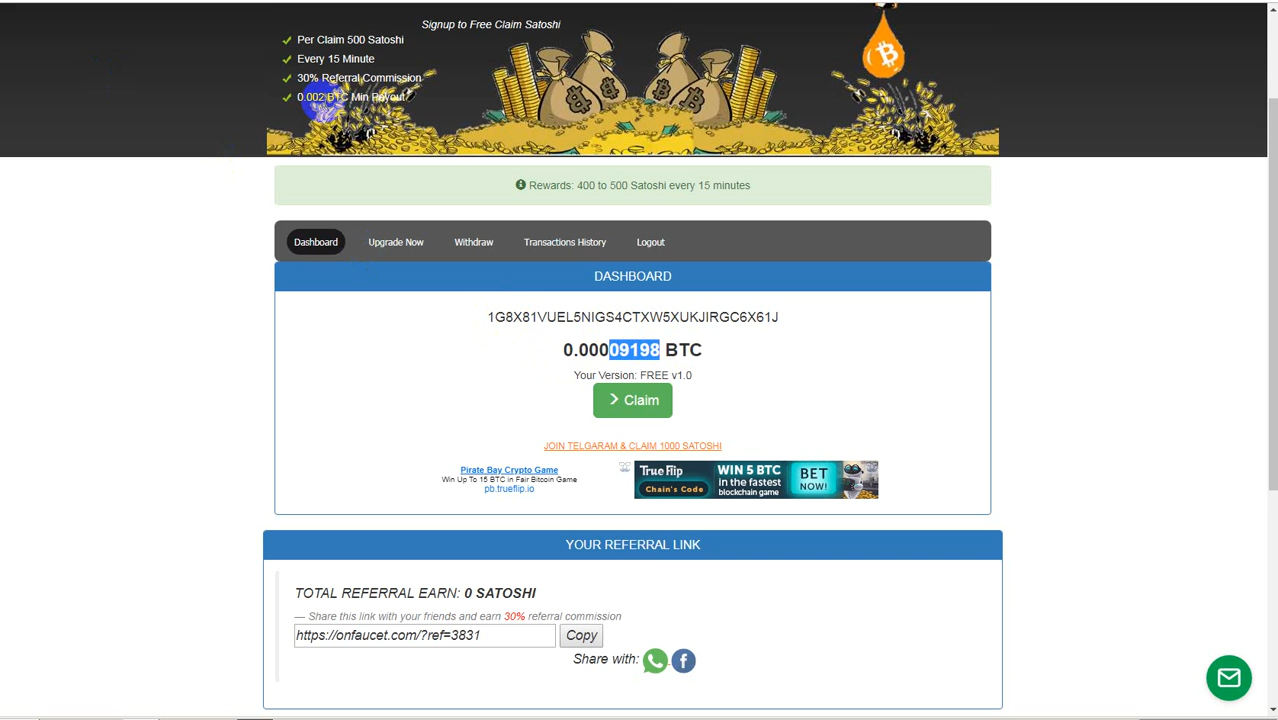 Signup to Free Claim Satoshi
Per Claim 500 Satoshi
Every 15 Minute
30% Referral Commission
0.002 BTC Min Payout
Rewards: 400 to 500 Satoshi every 15 minutes
Dashboard Upgrade Now Withdraw Transactions History Logout
DASHBOARD
1G8X81VUEL5NIGS4CTXW5XUKJIRGC6X61J
0.00009198 BTC
Your Version: FREE v1.0
Claim
JOIN TELGARAM & CLAIM 1000 SATOSHI
Pirate Bay Crypto Game
Win Up To 15 BTC in Fair Bitcoin Game
pb.trueflip.io
True Flip
Chain's Code
WIN 5 BTC
in the fastest
blockchain game
BET
NOW!
YOUR REFERRAL LINK
TOTAL REFERRAL EARN: 0 SATOSHI
— Share this link with your friends and earn 30% referral commission
https://onfaucet.com/?ref=3831 Copy
Share with: